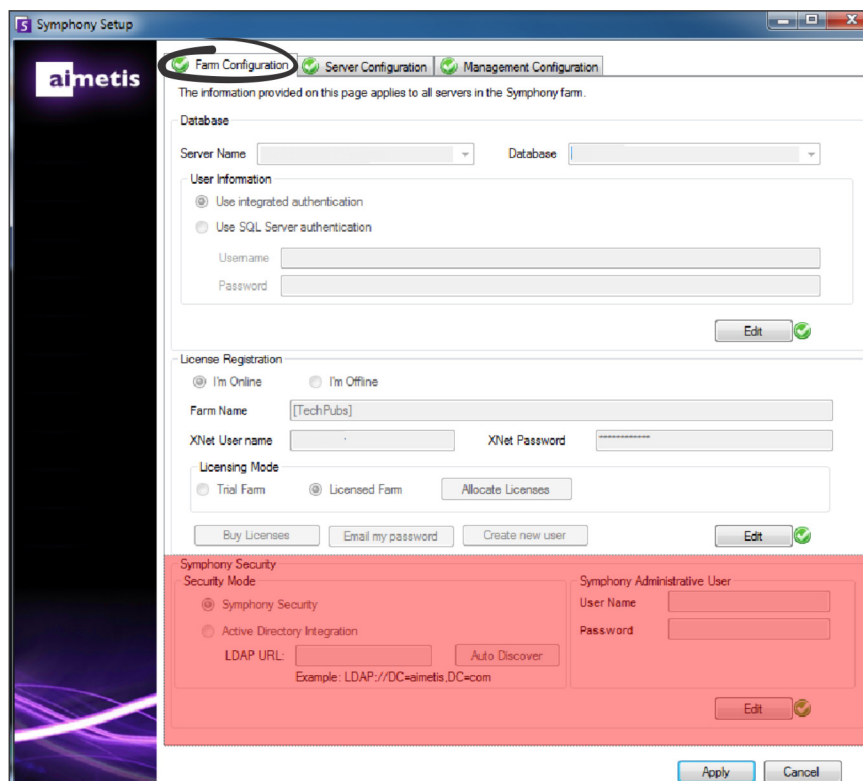 Symphony Setup
aimetis
Farm Configuration Server Configuration Management Configuration
The information provided on this page applies to all servers in the Symphony farm.
Database
Server Name Database
User Information
Use integrated authentication
Use SQL Server authentication
Username
Password
Edit
License Registration
I'm Online I'm Offline
Farm Name [TechPubs]
XNet User name XNet Password ************
Licensing Mode
Trial Farm Licensed Farm Allocate Licenses
Buy Licenses Email my password Create new user Edit
Symphony Security
Security Mode Symphony Administrative User
Symphony Security User Name
Active Directory Integration Password
LDAP URL: Auto Discover
Example: LDAP://DC=aimetis,DC=com
Edit
Apply Cancel